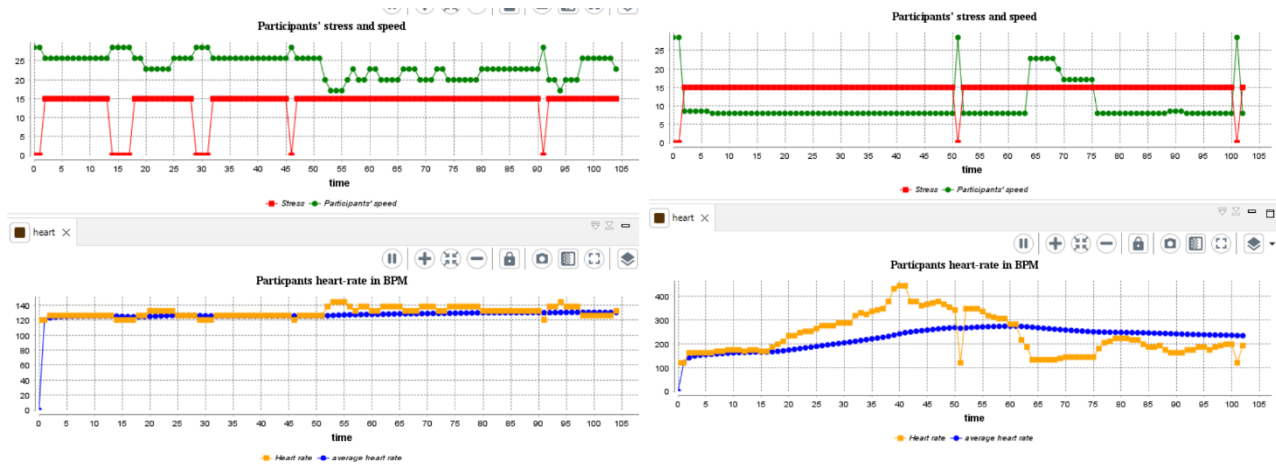 Participants' stress and speed
25
20
15
10
5
0
0 5 10 15 20 25 30 35 40 45 50 55 60 65 70 75 80 85 90 95 100 105
time
Stress Participants' speed
heart
Particpants heart-rate in BPM
140
120
100
80
60
40
20
0
0 5 10 15 20 25 30 35 40 45 50 55 60 65 70 75 80 85 90 95 100 105
time
Heart rate average heart rate
Participants' stress and speed
25
20
15
10
5
0
0 5 10 15 20 25 30 35 40 45 50 55 60 65 70 75 80 85 90 95 100 105
time
Stress Participants' speed
heart
Particpants heart-rate in BPM
400
300
200
100
0
0 5 10 15 20 25 30 35 40 45 50 55 60 65 70 75 80 85 90 95 100 105
time
Heart rate average heart rate